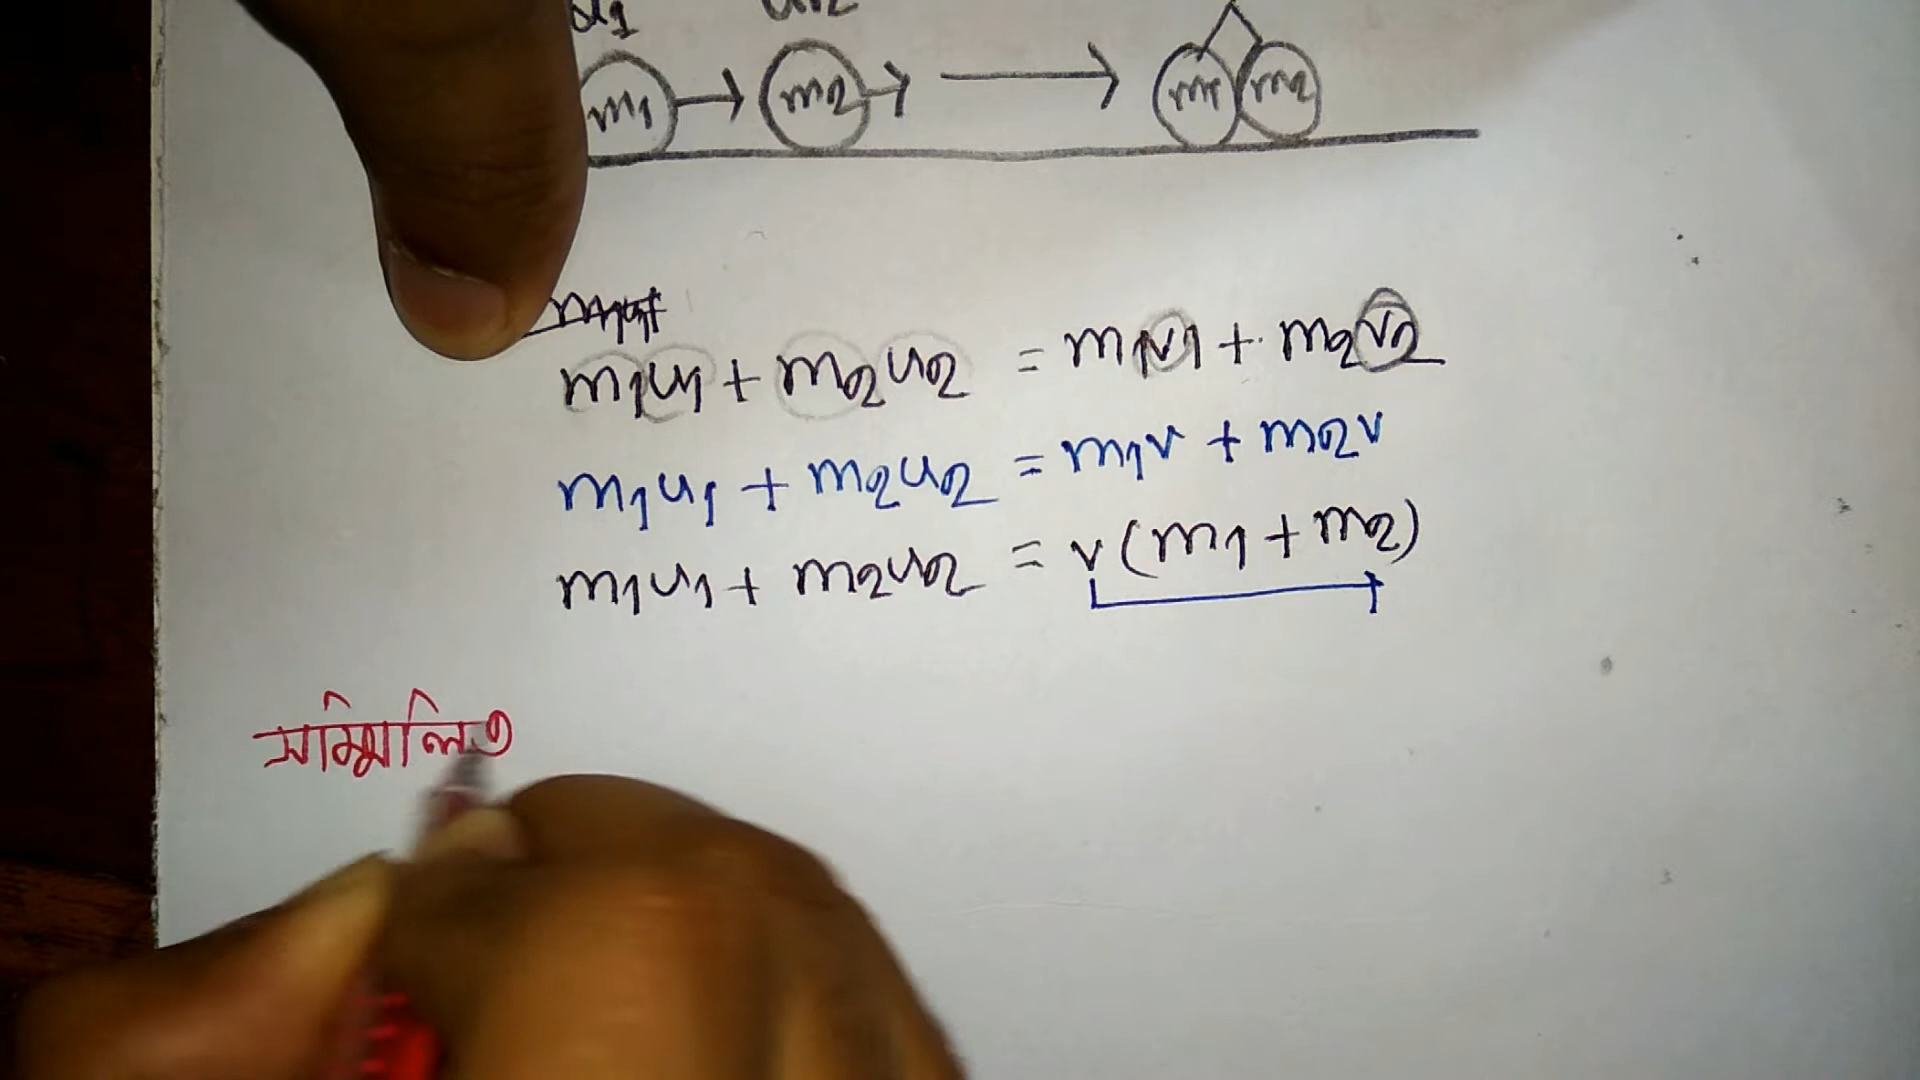 m1 m2 m1 m2
m1u1 + m2u2 = m1v1 + m2v2
m1u1 + m2u2 = m1v + m2v
m1u1 + m2u2 = v(m1 + m2)
সম্মিলিত